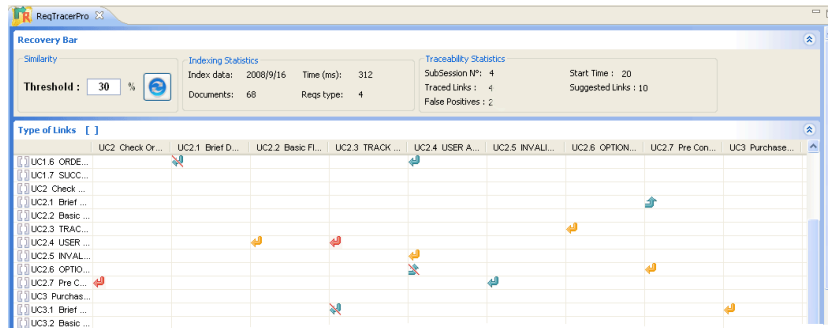 ReqTracerPro
Recovery Bar
Similarity
Threshold : 30 %
Indexing Statistics
Index data: 2008/9/16 Time (ms): 312
Documents: 68 Reqs type: 4
Traceability Statistics
SubSession N°: 4 Start Time : 20
Traced Links : 4 Suggested Links : 10
False Positives : 2
Type of Links [ ]
UC2 Check Or... UC2.1 Brief D... UC2.2 Basic Fl... UC2.3 TRACK ... UC2.4 USER A... UC2.5 INVALI... UC2.6 OPTION... UC2.7 Pre Con... UC3 Purchase...
[ ] UC1.6 ORDE...
[ ] UC1.7 SUCC...
[ ] UC2 Check ...
[ ] UC2.1 Brief ...
[ ] UC2.2 Basic ...
[ ] UC2.3 TRAC...
[ ] UC2.4 USER ...
[ ] UC2.5 INVAL...
[ ] UC2.6 OPTIO...
[ ] UC2.7 Pre C...
[ ] UC3 Purchas...
[ ] UC3.1 Brief ...
[ ] UC3.2 Basic ...